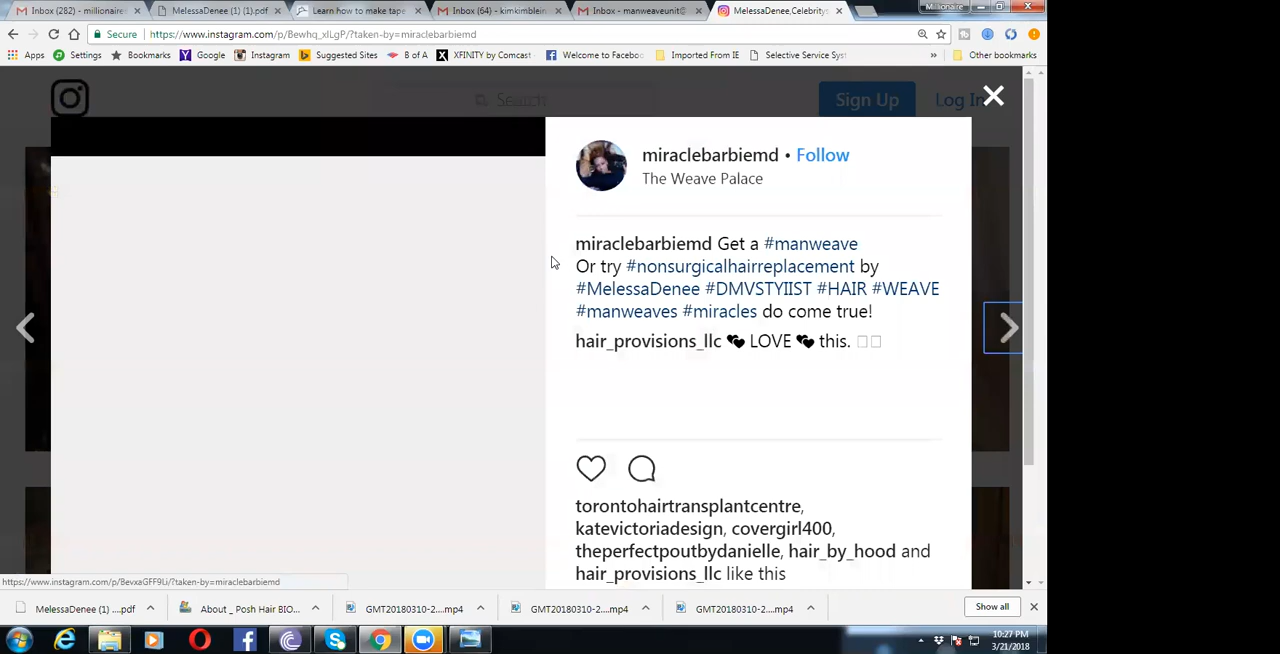 Inbox (282) - millionaire
MelessaDenee (1) (1).pdf
Learn how to make tape
Inbox (64) - kimkimblein
Inbox - manweaveunit@
MelessaDenee,Celebrity
Millionaire
Secure
https://www.instagram.com/p/Bewhq_xlLgP/?taken-by=miraclebarbiemd
Apps Settings Bookmarks Google Instagram Suggested Sites B of A XFINITY by Comcast Welcome to Faceboo Imported From IE Selective Service Syst » Other bookmarks
Search
Sign Up
Log In
miraclebarbiemd • Follow
The Weave Palace
miraclebarbiemd Get a #manweave
Or try #nonsurgicalhairreplacement by
#MelessaDenee #DMVSTYIIST #HAIR #WEAVE
#manweaves #miracles do come true!
hair_provisions_llc 💕 LOVE 💕 this.
torontohairtransplantcentre,
katevictoriadesign, covergirl400,
theperfectpoutbydanielle, hair_by_hood and
hair_provisions_llc like this
https://www.instagram.com/p/BevxaGFF9Li/?taken-by=miraclebarbiemd
MelessaDenee (1) ....pdf
About _ Posh Hair BIO....
GMT20180310-2....mp4
GMT20180310-2....mp4
GMT20180310-2....mp4
Show all
10:27 PM
3/21/2018